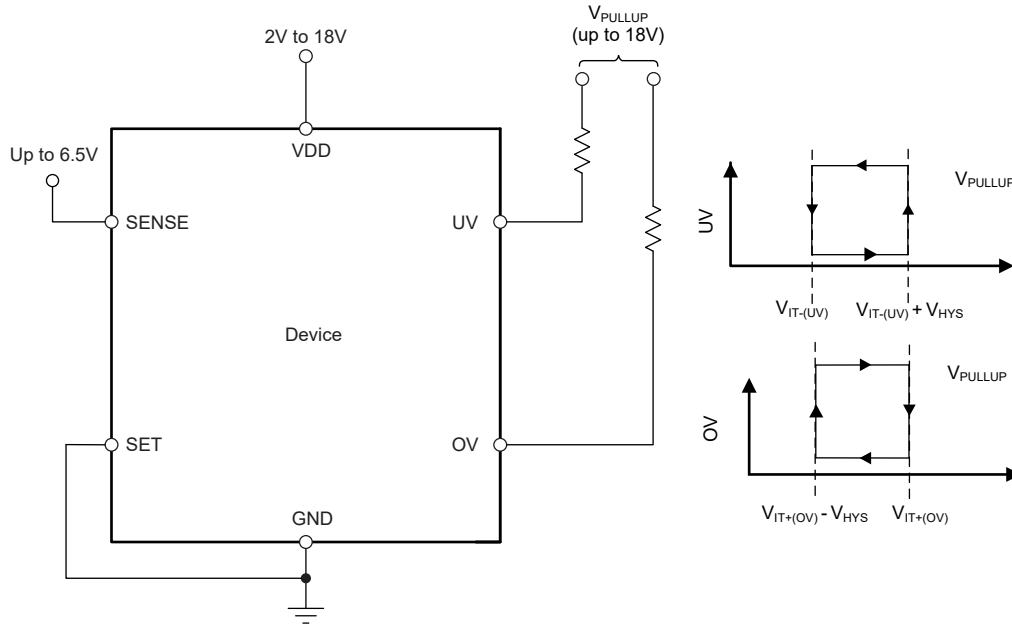 2V to 18V
V_PULLUP
(up to 18V)
VDD
Up to 6.5V
SENSE
UV
Device
SET
OV
GND
UV
V_PULLUP
V_IT-(UV)
V_IT-(UV) + V_HYS
OV
V_PULLUP
V_IT+(OV) - V_HYS
V_IT+(OV)